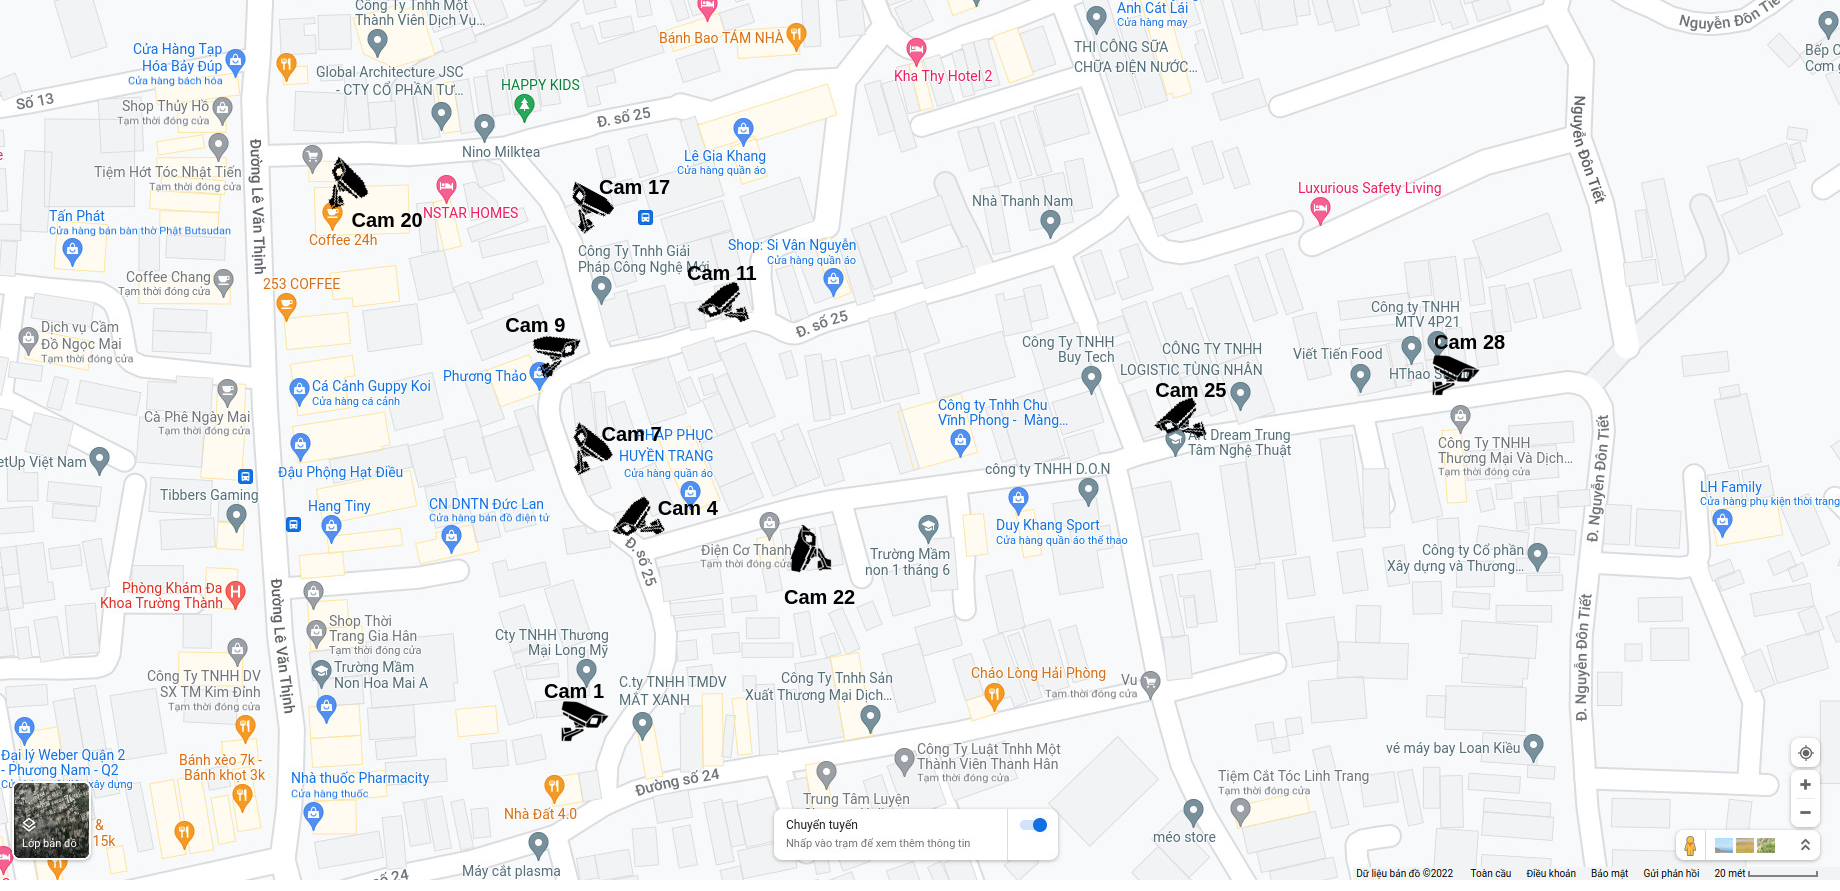 Công Ty Tnhh Một
Thành Viên Dịch Vụ...
Bánh Bao TÁM NHÀ
Anh Cát Lái
Cửa hàng may
Nguyễn Đôn Tiết
Cửa Hàng Tạp
Hóa Bảy Đúp
Cửa hàng bách hóa
THI CÔNG SỬA
CHỮA ĐIỆN NƯỚC...
Kha Thy Hotel 2
Global Architecture JSC
- CTY CỔ PHẦN TƯ...
HAPPY KIDS
Số 13
Shop Thủy Hồ
Tạm thời đóng cửa
Đ. số 25
Nino Milktea
Lê Gia Khang
Cửa hàng quần áo
Nguyễn Đôn Tiết
Đường Lê Văn Thịnh
Tiệm Hớt Tóc Nhật Tiến
Tạm thời đóng cửa
Cam 17
Cam 20
NSTAR HOMES
Coffee 24h
Luxurious Safety Living
Nhà Thanh Nam
Tấn Phát
Cửa hàng bán bàn thờ Phật Butsudan
Công Ty Tnhh Giải
Pháp Công Nghệ Mới
Shop: Si Vân Nguyễn
Cửa hàng quần áo
Cam 11
Coffee Chang
Tạm thời đóng cửa
253 COFFEE
Dịch vụ Cầm
Đồ Ngọc Mai
Tạm thời đóng cửa
Cam 9
Đ. số 25
Công Ty TNHH
Buy Tech
CÔNG TY TNHH
LOGISTIC TÙNG NHÂN
Viết Tiến Food
Công ty TNHH
MTV 4P21
Cam 28
Phương Thảo
Cá Cảnh Guppy Koi
Cửa hàng cá cảnh
Cam 25
Cà Phê Ngày Mai
Tạm thời đóng cửa
Công ty Tnhh Chu
Vĩnh Phong - Màng...
Cam 7
HUYỀN TRANG
Cửa hàng quần áo
Art Dream Trung
Tâm Nghệ Thuật
Công Ty TNHH
Thương Mại Và Dịch...
Tạm thời đóng cửa
Đ. Nguyễn Đôn Tiết
etUp Việt Nam
Đậu Phộng Hạt Điều
công ty TNHH D.O.N
Tibbers Gaming
Hang Tiny
CN DNTN Đức Lan
Cửa hàng bán đồ điện tử
Cam 4
LH Family
Cửa hàng phụ kiện thời trang
Duy Khang Sport
Cửa hàng quần áo thể thao
Đ. số 25
Điện Cơ Thanh
Tạm thời đóng cửa
Trường Mầm
non 1 tháng 6
Công ty Cổ phần
Xây dựng và Thương...
Phòng Khám Đa
Khoa Trường Thành
Cam 22
Đường Lê Văn Thịnh
Shop Thời
Trang Gia Hân
Tạm thời đóng cửa
Cty TNHH Thương
Mại Long Mỹ
Đ. Nguyễn Đôn Tiết
Trường Mầm
Non Hoa Mai A
Công Ty TNHH DV
SX TM Kim Đỉnh
Tạm thời đóng cửa
Cam 1
C.ty TNHH TMDV
MẮT XANH
Công Ty Tnhh Sản
Xuất Thương Mại Dịch...
Cháo Lòng Hải Phòng
Vu
Tạm thời đóng cửa
Đại lý Weber Quận 2
- Phương Nam - Q2
Bánh xèo 7k -
Bánh khọt 3k
Nhà thuốc Pharmacity
Cửa hàng thuốc
Đường số 24
Công Ty Luật Tnhh Một
Thành Viên Thanh Hân
Tạm thời đóng cửa
vé máy bay Loan Kiều
Tiệm Cắt Tóc Linh Trang
Tạm thời đóng cửa
Nhà Đất 4.0
Trung Tâm Luyện
Chuyển tuyến
Nhấp vào trạm để xem thêm thông tin
&
15k
Lớp bản đồ
méo store
Máy cắt plasma
Dữ liệu bản đồ ©2022
Toàn cầu
Điều khoản
Bảo mật
Gửi phản hồi
20 mét